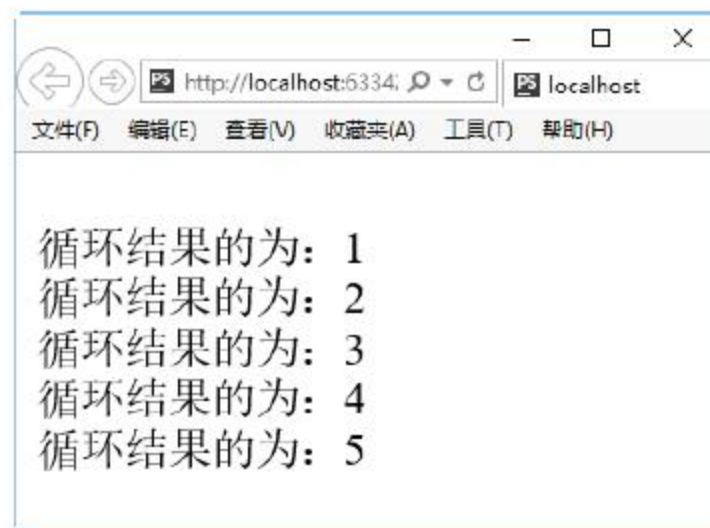 http://localhost:6334
localhost
文件(F) 编辑(E) 查看(V) 收藏夹(A) 工具(T) 帮助(H)
循环结果的为：1
循环结果的为：2
循环结果的为：3
循环结果的为：4
循环结果的为：5